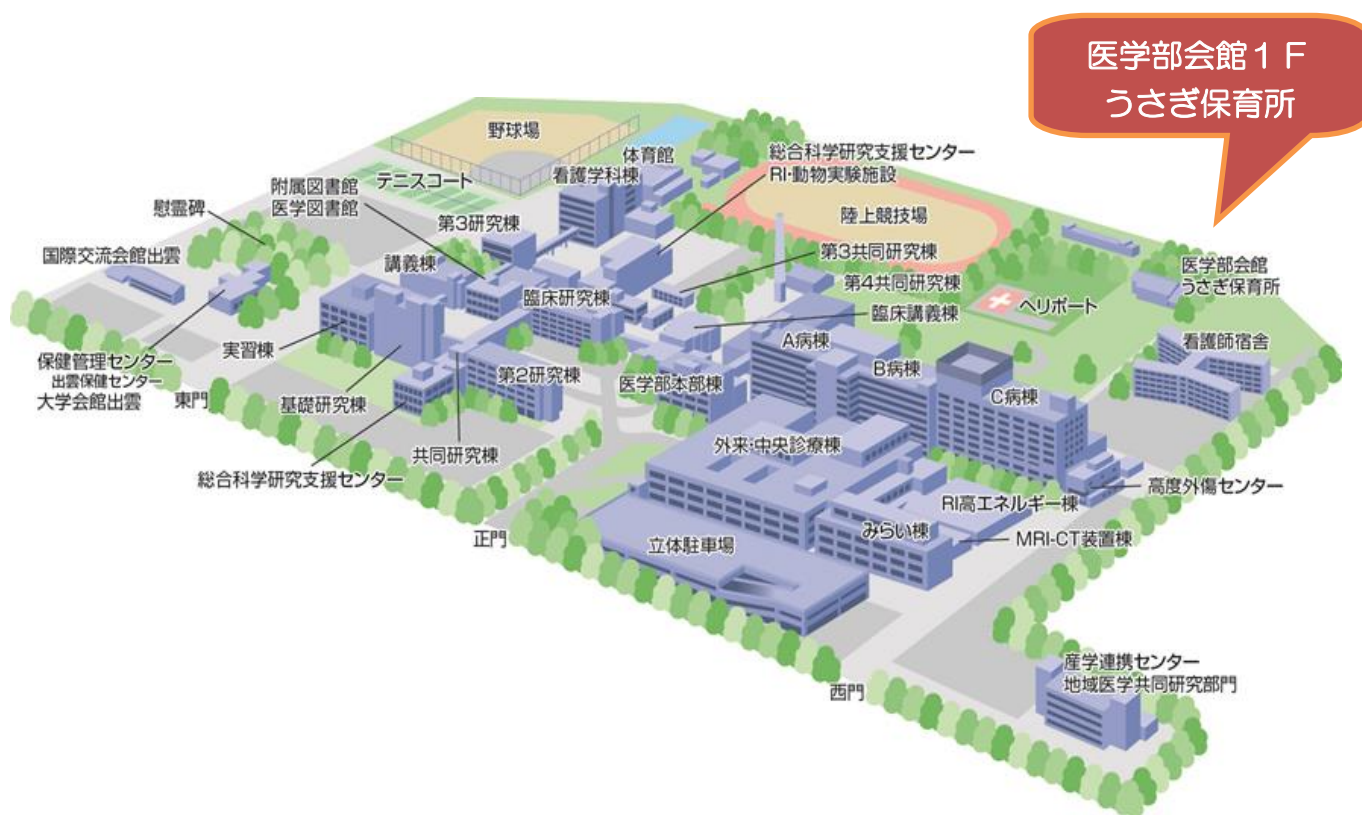 医学部会館１Ｆ
うさぎ保育所
野球場
体育館
看護学科棟
総合科学研究支援センター
RI・動物実験施設
附属図書館
医学図書館
テニスコート
慰霊碑
第3研究棟
陸上競技場
国際交流会館出雲
講義棟
第3共同研究棟
第4共同研究棟
医学部会館
うさぎ保育所
臨床研究棟
ヘリポート
臨床講義棟
A病棟
看護師宿舎
実習棟
保健管理センター
出雲保健センター
大学会館出雲
東門
基礎研究棟
第2研究棟
医学部本部棟
B病棟
C病棟
共同研究棟
外来・中央診療棟
総合科学研究支援センター
高度外傷センター
RI高エネルギー棟
正門
立体駐車場
みらい棟
MRI-CT装置棟
産学連携センター
地域医学共同研究部門
西門